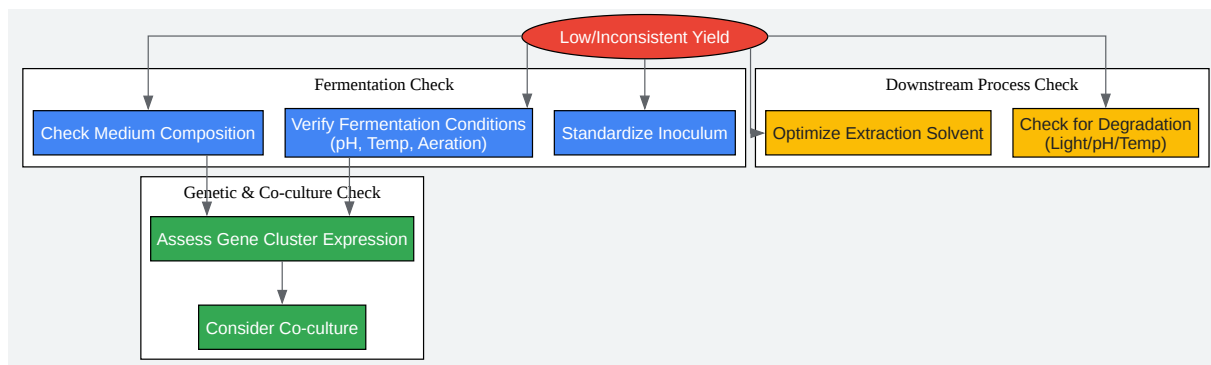 Low/Inconsistent Yield
Fermentation Check
Downstream Process Check
Check Medium Composition
Verify Fermentation Conditions
(pH, Temp, Aeration)
Standardize Inoculum
Optimize Extraction Solvent
Check for Degradation
(Light/pH/Temp)
Genetic & Co-culture Check
Assess Gene Cluster Expression
Consider Co-culture